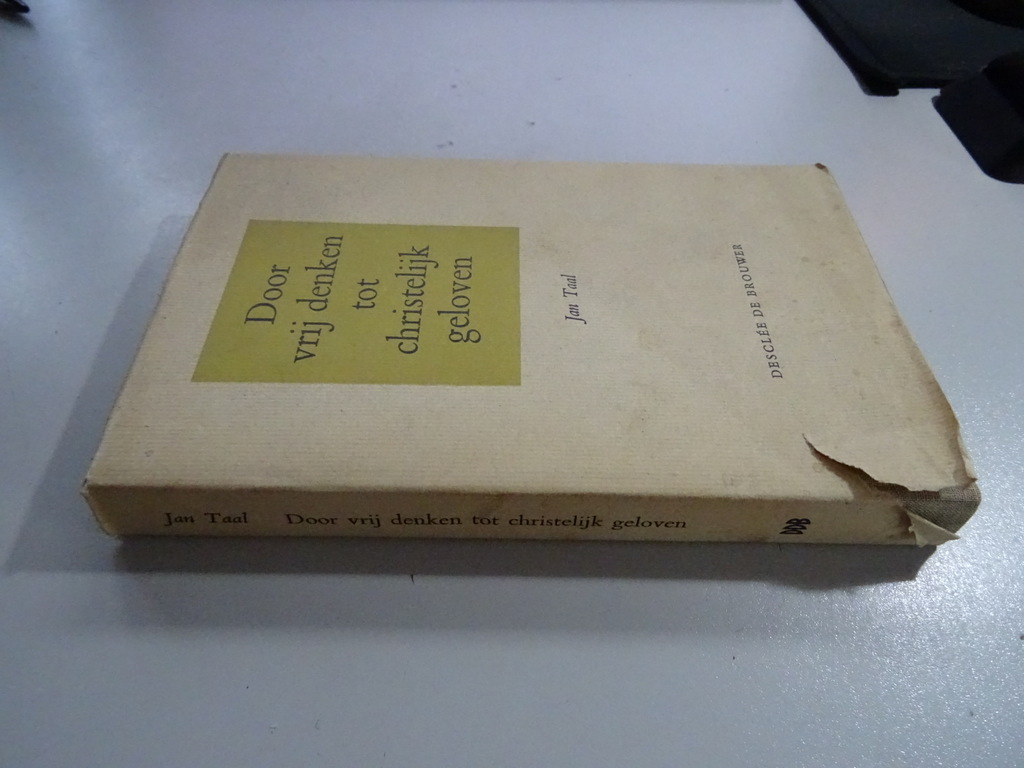 Door
vrij denken
tot
christelijk
geloven
Jan Taal
DESCLÉE DE BROUWER
Jan Taal Door vrij denken tot christelijk geloven DDB